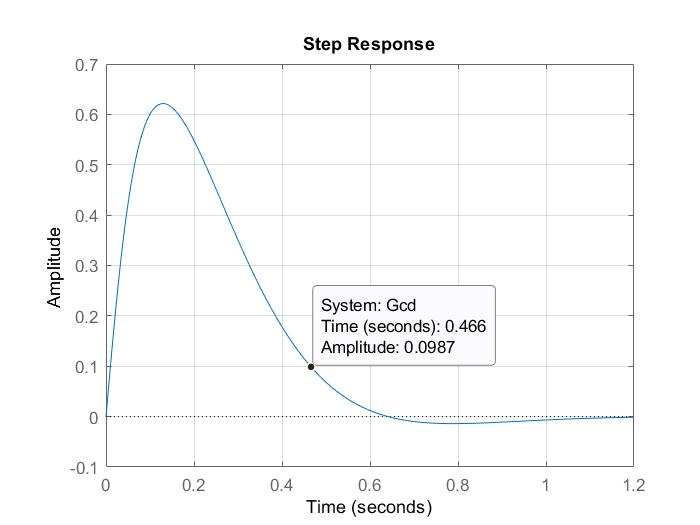 Step Response
Amplitude
0.7
0.6
0.5
0.4
0.3
0.2
0.1
0
-0.1
System: Gcd
Time (seconds): 0.466
Amplitude: 0.0987
0 0.2 0.4 0.6 0.8 1 1.2
Time (seconds)